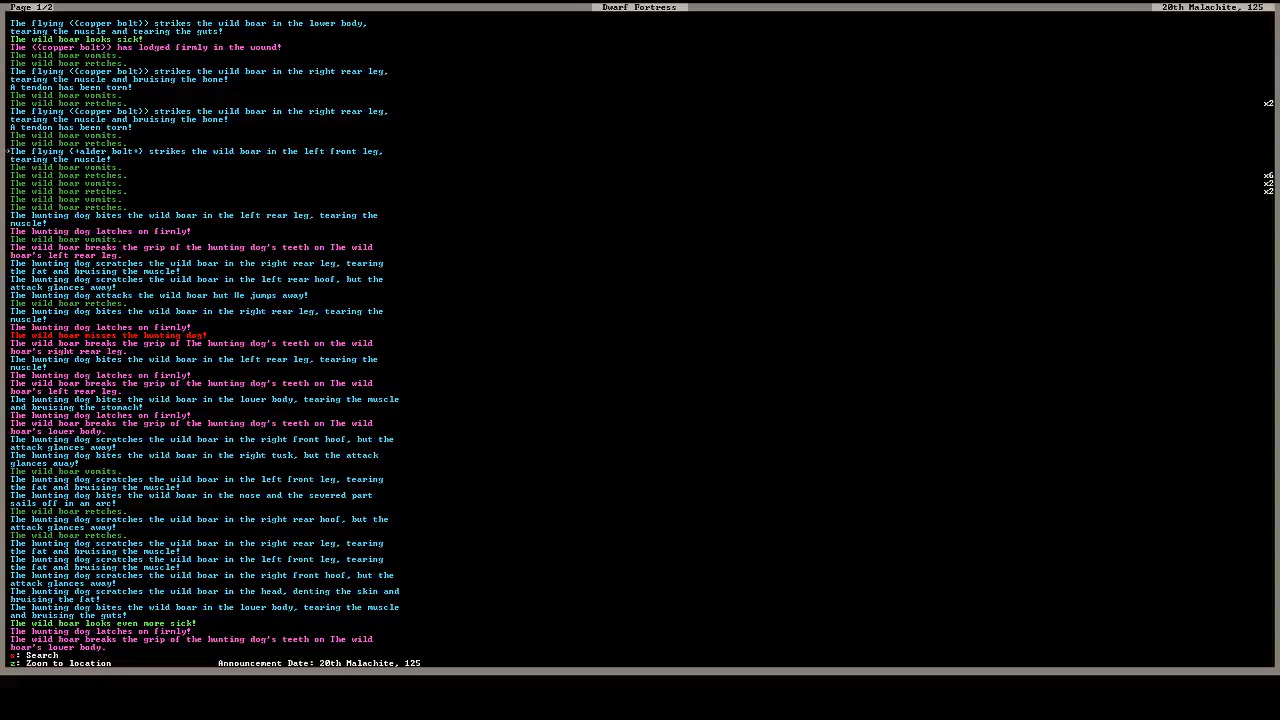 Page 1/2 Dwarf Fortress 20th Malachite, 125
The flying <<copper bolt>> strikes the wild boar in the lower body,
tearing the muscle and tearing the guts!
The wild boar looks sick!
The <<copper bolt>> has lodged firmly in the wound!
The wild boar vomits.
The wild boar retches.
The flying <<copper bolt>> strikes the wild boar in the right rear leg,
tearing the muscle and bruising the bone!
A tendon has been torn!
The wild boar vomits.
The wild boar retches. x2
The flying <<copper bolt>> strikes the wild boar in the right rear leg,
tearing the muscle and bruising the bone!
A tendon has been torn!
The wild boar vomits.
The wild boar retches.
The flying (+alder bolt+) strikes the wild boar in the left front leg,
tearing the muscle!
The wild boar vomits.
The wild boar retches. x6
The wild boar vomits. x2
The wild boar retches. x2
The wild boar vomits.
The wild boar retches.
The hunting dog bites the wild boar in the left rear leg, tearing the
muscle!
The hunting dog latches on firmly!
The wild boar vomits.
The wild boar breaks the grip of the hunting dog's teeth on The wild
boar's left rear leg.
The hunting dog scratches the wild boar in the right rear leg, tearing
the fat and bruising the muscle!
The hunting dog scratches the wild boar in the left rear hoof, but the
attack glances away!
The hunting dog attacks the wild boar but He jumps away!
The wild boar retches.
The hunting dog bites the wild boar in the right rear leg, tearing the
muscle!
The hunting dog latches on firmly!
The wild boar misses the hunting dog!
The wild boar breaks the grip of The hunting dog's teeth on the wild
boar's right rear leg.
The hunting dog bites the wild boar in the left rear leg, tearing the
muscle!
The hunting dog latches on firmly!
The wild boar breaks the grip of the hunting dog's teeth on The wild
boar's left rear leg.
The hunting dog bites the wild boar in the lower body, tearing the muscle
and bruising the stomach!
The hunting dog latches on firmly!
The wild boar breaks the grip of the hunting dog's teeth on The wild
boar's lower body.
The hunting dog scratches the wild boar in the right front hoof, but the
attack glances away!
The hunting dog bites the wild boar in the right tusk, but the attack
glances away!
The wild boar vomits.
The hunting dog scratches the wild boar in the left front leg, tearing
the fat and bruising the muscle!
The hunting dog bites the wild boar in the nose and the severed part
sails off in an arc!
The wild boar retches.
The hunting dog scratches the wild boar in the right rear hoof, but the
attack glances away!
The wild boar retches.
The hunting dog scratches the wild boar in the right rear leg, tearing
the fat and bruising the muscle!
The hunting dog scratches the wild boar in the left front leg, tearing
the fat and bruising the muscle!
The hunting dog scratches the wild boar in the right front hoof, but the
attack glances away!
The hunting dog scratches the wild boar in the head, denting the skin and
bruising the fat!
The hunting dog bites the wild boar in the lower body, tearing the muscle
and bruising the guts!
The wild boar looks even more sick!
The hunting dog latches on firmly!
The wild boar breaks the grip of the hunting dog's teeth on The wild
boar's lower body.
s: Search
z: Zoom to location Announcement Date: 20th Malachite, 125